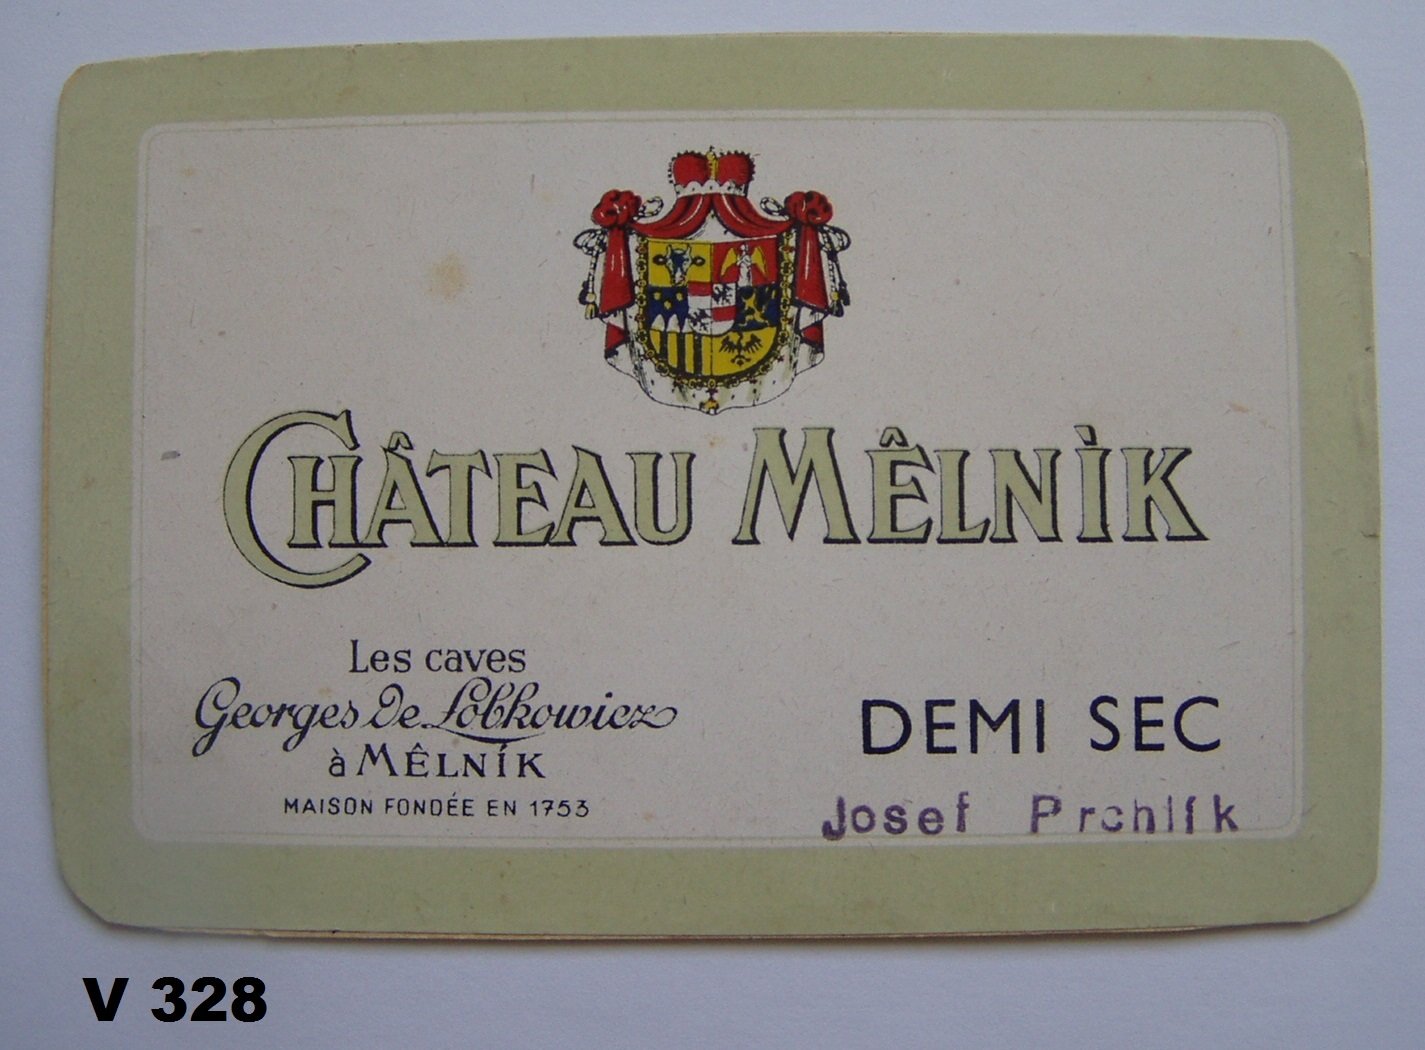 CHÂTEAU MÊLNÌK
Les caves
Georges de Lobkowicz
à MÊLNÍK
MAISON FONDÉE EN 1753
DEMI SEC
Josef Prchlík
V 328